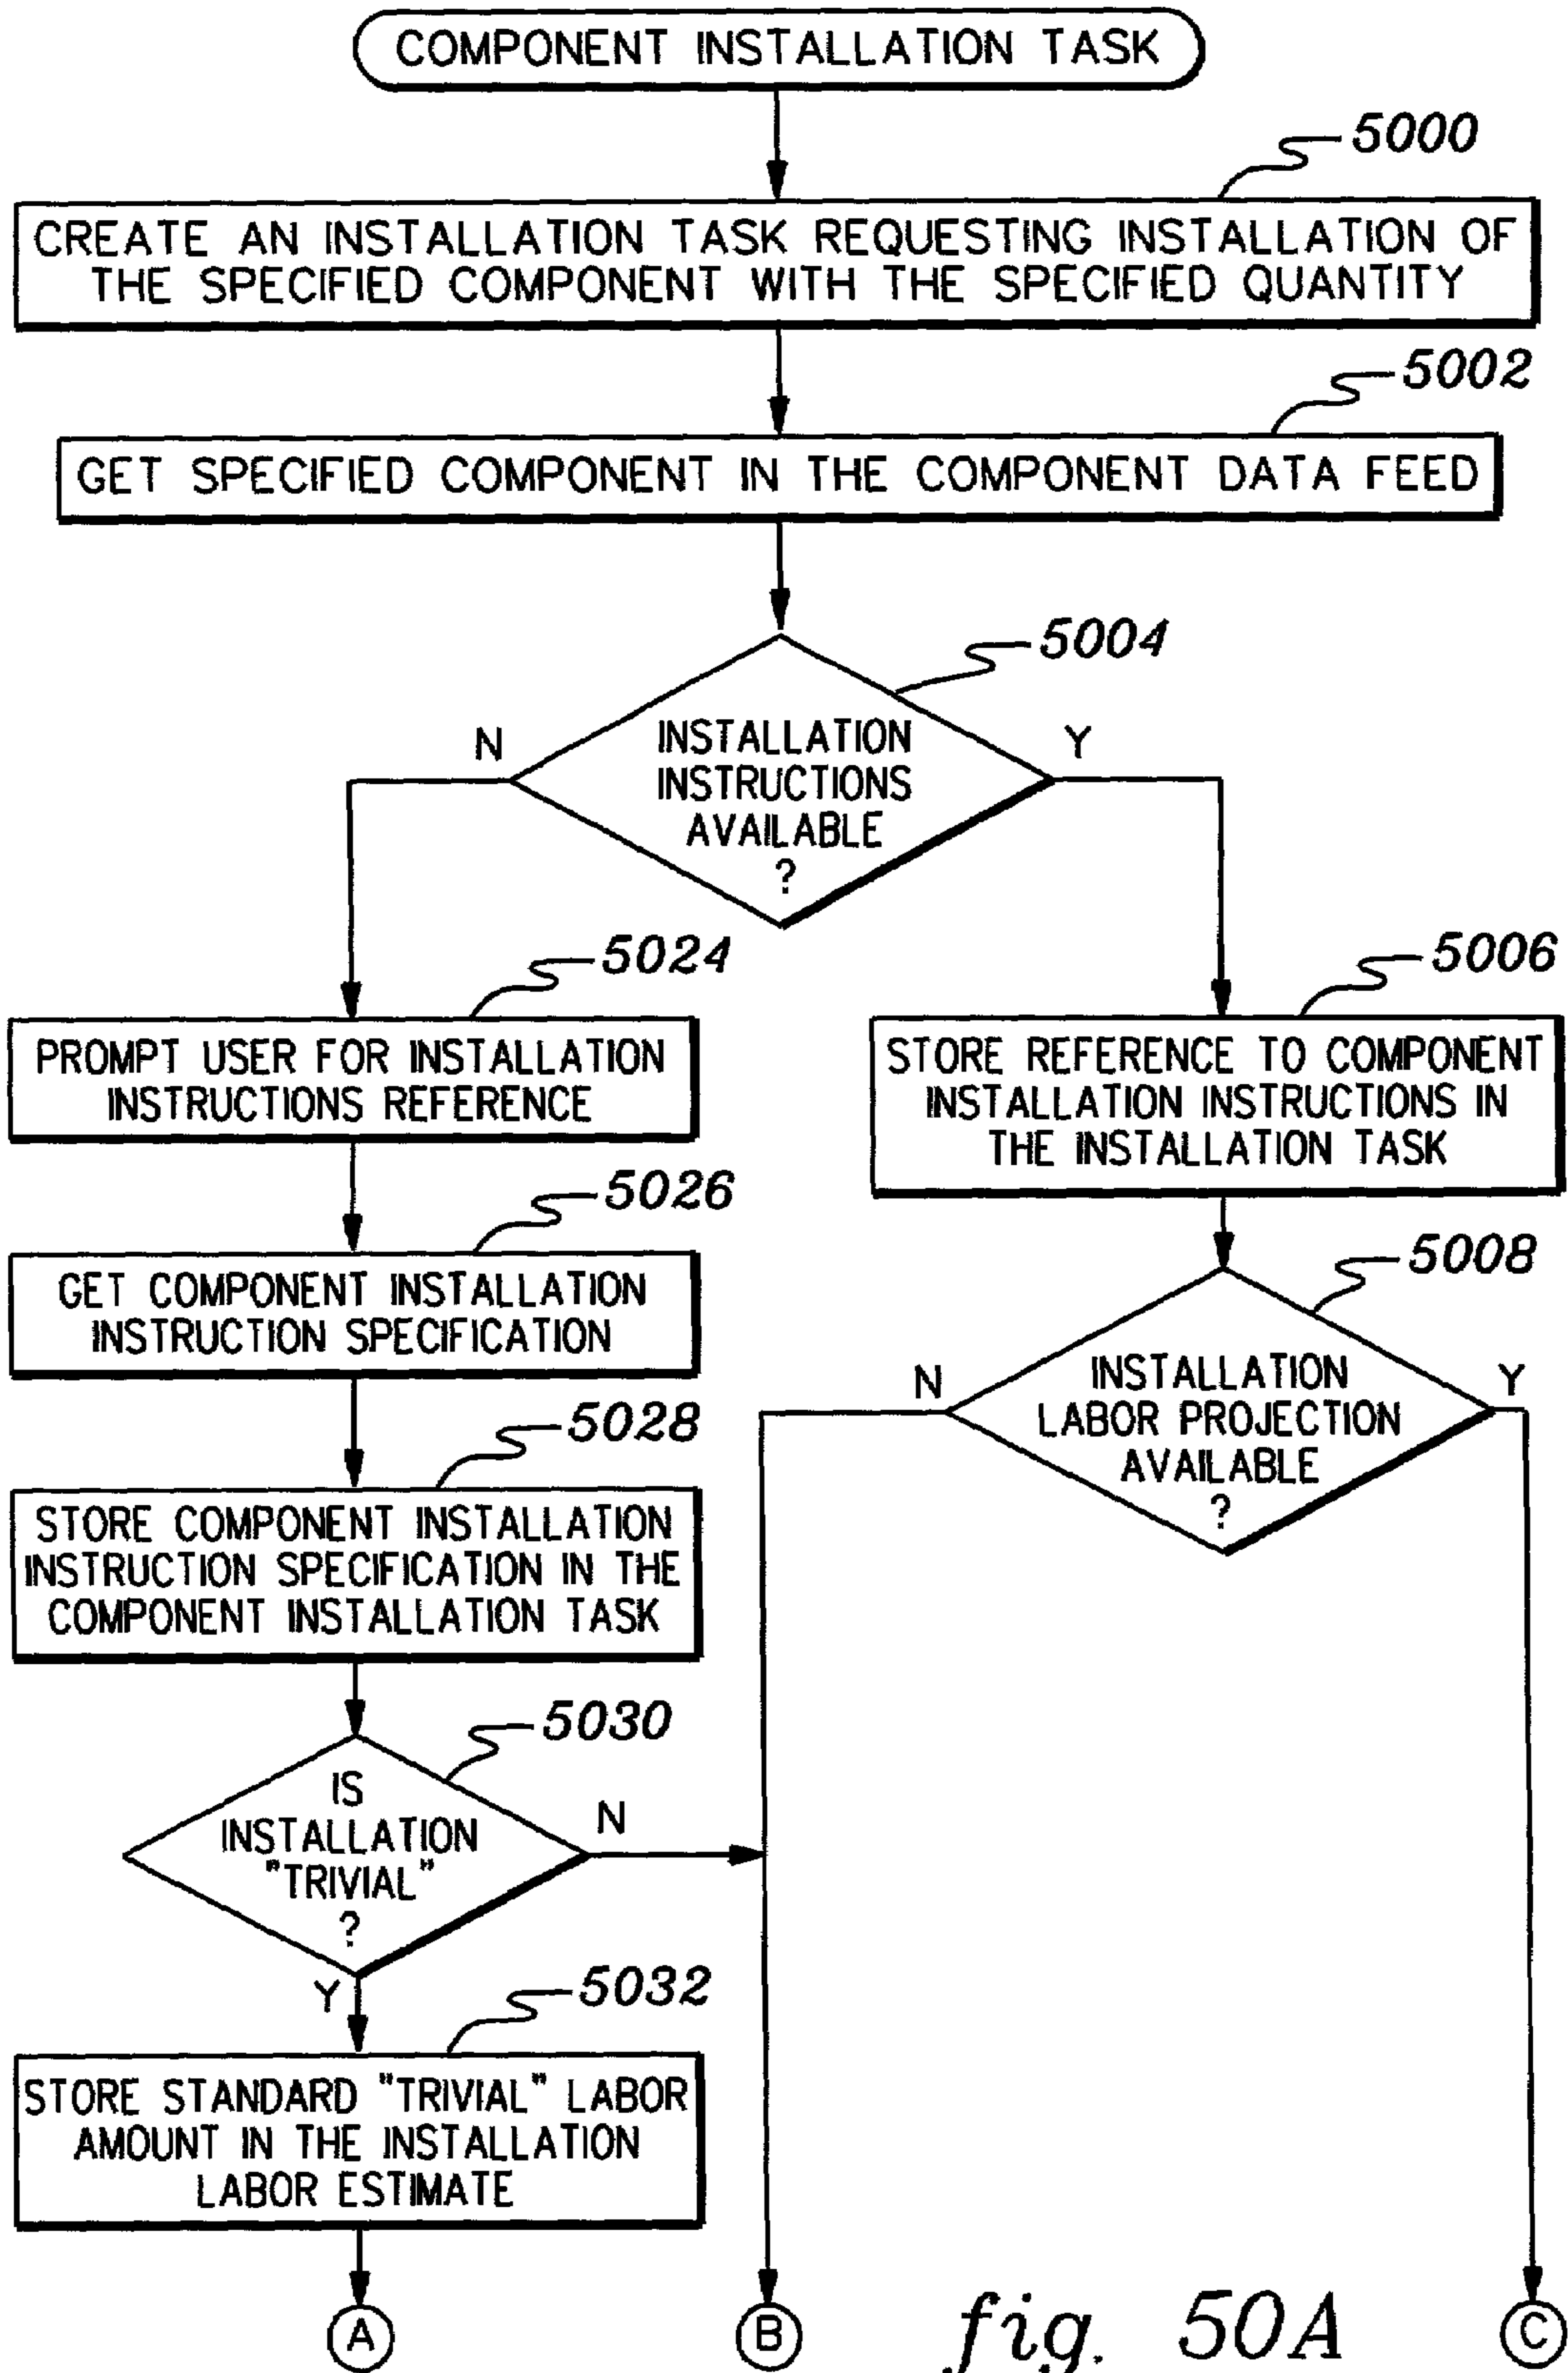 COMPONENT INSTALLATION TASK
5000
CREATE AN INSTALLATION TASK REQUESTING INSTALLATION OF
THE SPECIFIED COMPONENT WITH THE SPECIFIED QUANTITY
5002
GET SPECIFIED COMPONENT IN THE COMPONENT DATA FEED
5004
INSTALLATION
INSTRUCTIONS
AVAILABLE
?
N
Y
5024
PROMPT USER FOR INSTALLATION
INSTRUCTIONS REFERENCE
5006
STORE REFERENCE TO COMPONENT
INSTALLATION INSTRUCTIONS IN
THE INSTALLATION TASK
5026
GET COMPONENT INSTALLATION
INSTRUCTION SPECIFICATION
5008
INSTALLATION
LABOR PROJECTION
AVAILABLE
?
N
Y
5028
STORE COMPONENT INSTALLATION
INSTRUCTION SPECIFICATION IN THE
COMPONENT INSTALLATION TASK
5030
IS
INSTALLATION
"TRIVIAL"
?
N
Y
5032
STORE STANDARD "TRIVIAL" LABOR
AMOUNT IN THE INSTALLATION
LABOR ESTIMATE
A
B
C
fig. 50A